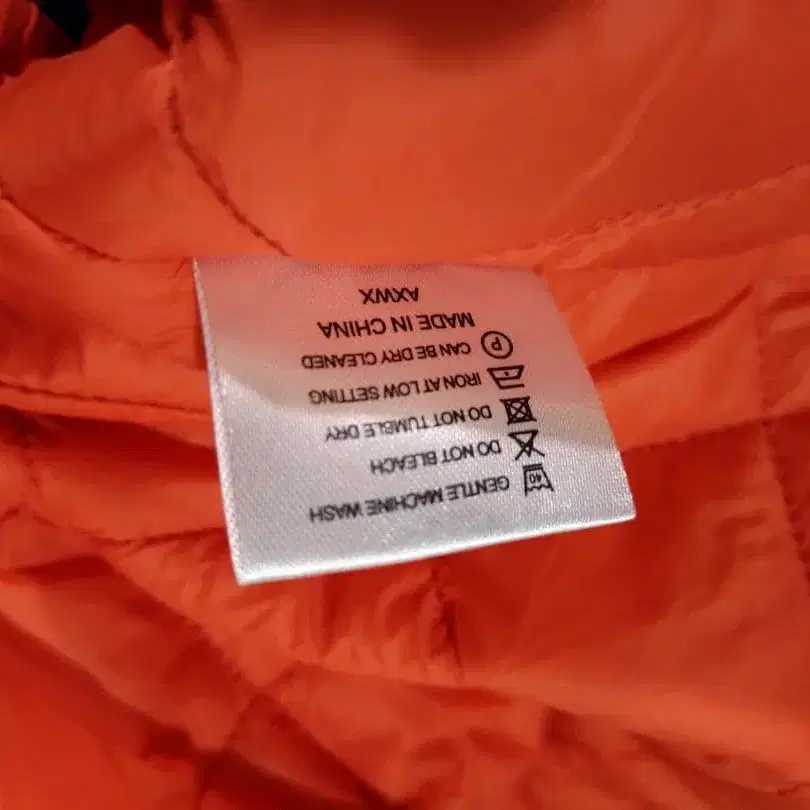 40 GENTLE MACHINE WASH
DO NOT BLEACH
DO NOT TUMBLE DRY
IRON AT LOW SETTING
P CAN BE DRY CLEANED
MADE IN CHINA
AXWX